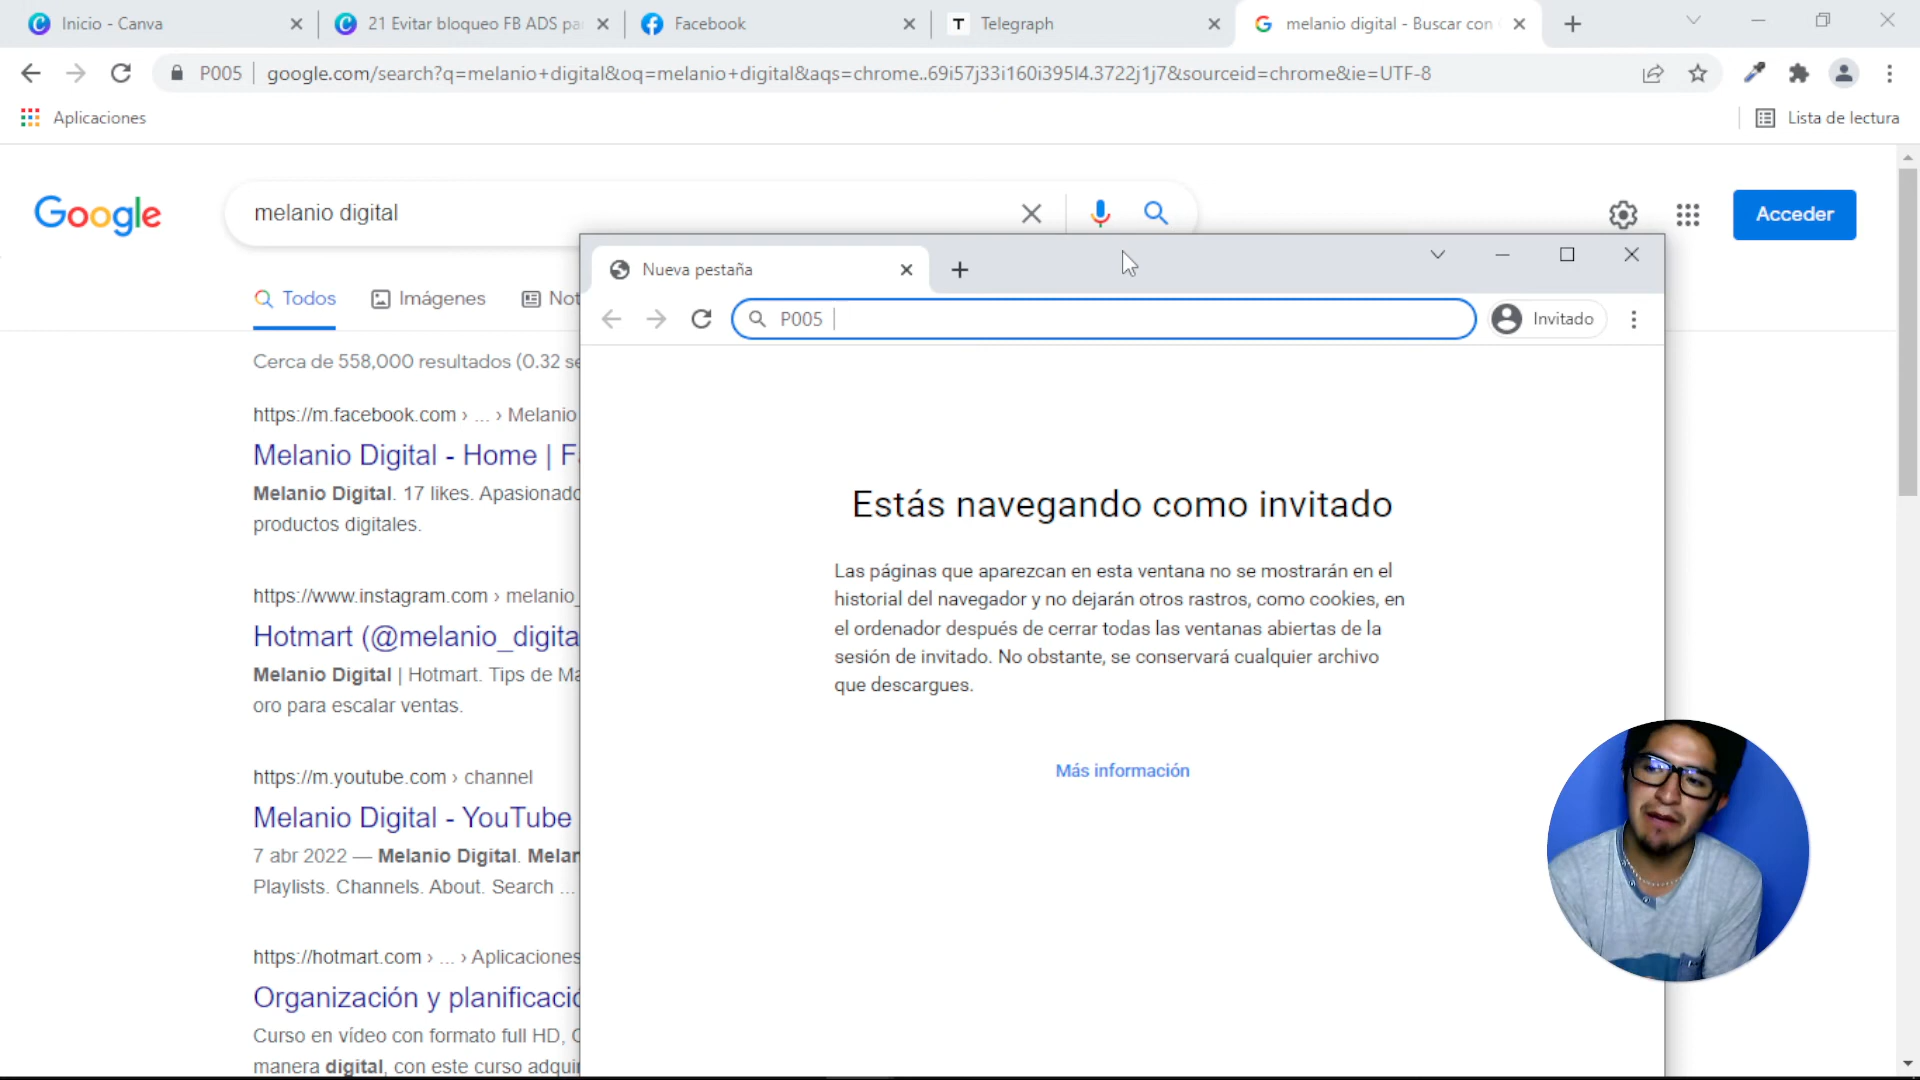 Inicio - Canva
21 Evitar bloqueo FB ADS pa
Facebook
Telegraph
melanio digital - Buscar con
P005 google.com/search?q=melanio+digital&oq=melanio+digital&aqs=chrome..69i57j33i160i395l4.3722j1j7&sourceid=chrome&ie=UTF-8
Aplicaciones
Lista de lectura
Google
melanio digital
Acceder
Nueva pestaña
Todos
Imágenes
Not
P005
Invitado
Cerca de 558,000 resultados (0.32 se
https://m.facebook.com › ... › Melanio
Melanio Digital - Home | F
Melanio Digital. 17 likes. Apasionado
productos digitales.
https://www.instagram.com › melanio_
Hotmart (@melanio_digita
Melanio Digital | Hotmart. Tips de Ma
oro para escalar ventas.
https://m.youtube.com › channel
Melanio Digital - YouTube
7 abr 2022 — Melanio Digital. Melan
Playlists. Channels. About. Search ...
https://hotmart.com › ... › Aplicaciones
Organización y planificació
Curso en vídeo con formato full HD, C
manera digital, con este curso adquir
Estás navegando como invitado
Las páginas que aparezcan en esta ventana no se mostrarán en el
historial del navegador y no dejarán otros rastros, como cookies, en
el ordenador después de cerrar todas las ventanas abiertas de la
sesión de invitado. No obstante, se conservará cualquier archivo
que descargues.
Más información